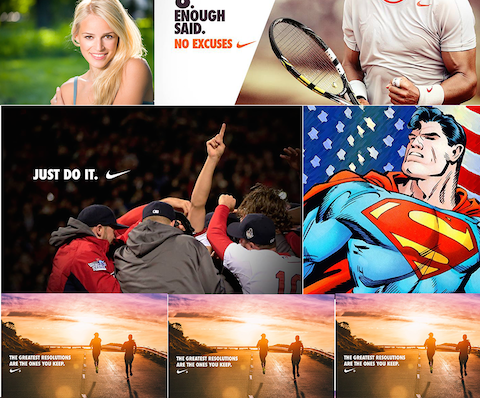 ENOUGH
SAID.
NO EXCUSES
JUST DO IT.
THE GREATEST RESOLUTIONS
ARE THE ONES YOU KEEP.
THE GREATEST RESOLUTIONS
ARE THE ONES YOU KEEP.
THE GREATEST RESOLUTIONS
ARE THE ONES YOU KEEP.